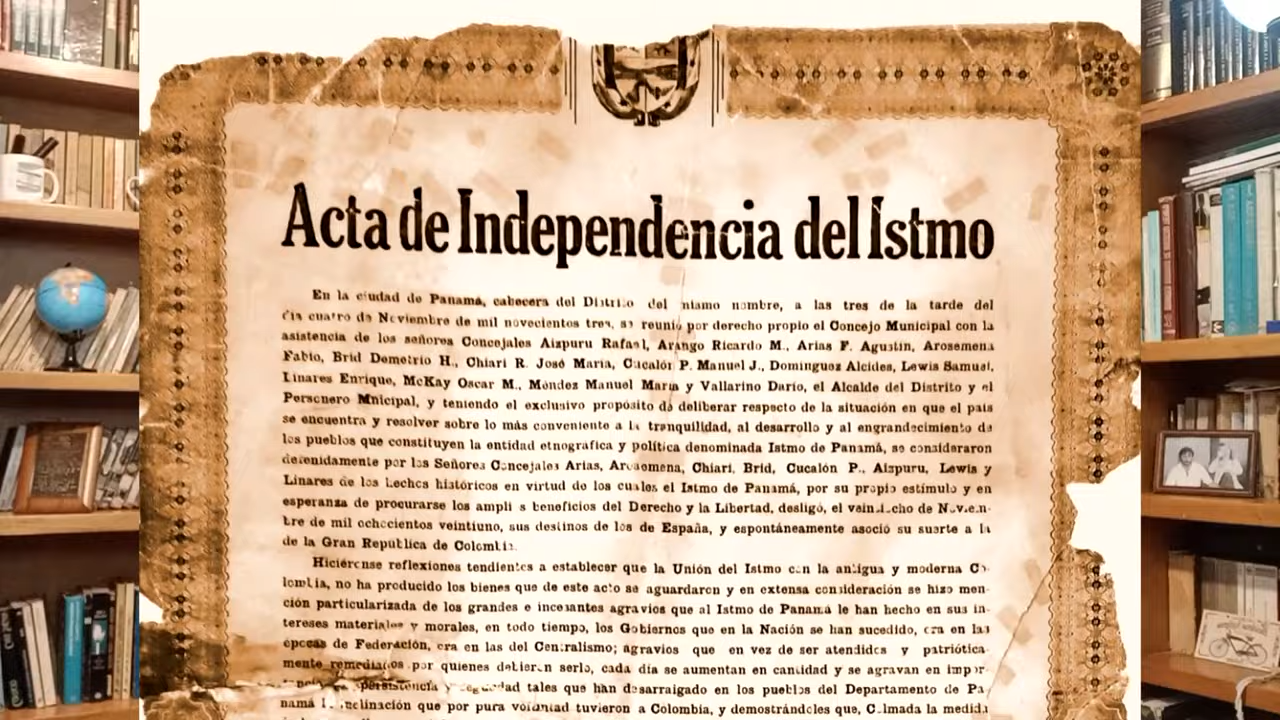 Acta de Independencia del Istmo
En la ciudad de Panamá, cabecera del Distrito del mismo nombre, a las tres de la tarde del
día cuatro de Noviembre de mil novecientos tres, se reunió por derecho propio el Concejo Municipal con la
asistencia de los señores Concejales Aizpuru Rafael, Arango Ricardo M., Arias F. Agustín, Arosemena
Fabio, Brid Demetrio H., Chiari R. José María, Cucalón P. Manuel J., Domínguez Alcides, Lewis Samuel,
Linares Enrique, McKay Oscar M., Méndez Manuel María y Vallarino Darío, el Alcalde del Distrito y el
Personero Mnicipal, y teniendo el exclusivo propósito de deliberar respecto de la situación en que el país
se encuentra y resolver sobre lo más conveniente a la tranquilidad, al desarrollo y al engrandecimiento de
los pueblos que constituyen la entidad etnográfica y política denominada Istmo de Panamá, se consideraron
detenidamente por los Señores Concejales Arias, Arosemena, Chiari, Brid, Cucalón P., Aizpuru, Lewis y
Linares de los hechos históricos en virtud de los cuales el Istmo de Panamá, por su propio estímulo y en
esperanza de procurarse los ampli s beneficios del Derecho y la Libertad, desligó, el veintiocho de Noviem-
bre de mil ochocientos veintiuno, sus destinos de los de España, y espontáneamente asoció su suerte a la
de la Gran República de Colombia.
Hiciérónse reflexiones tendientes a establecer que la Unión del Istmo con la antigua y moderna Co-
lombia, no ha producido los bienes que de este acto se aguardaron y en extensa consideración se hizo men-
ción particularizada de los grandes e incesantes agravios que al Istmo de Panamá le han hecho en sus in-
tereses materiales y morales, en todo tiempo, los Gobiernos que en la Nación se han sucedido, ora en las
épocas de Federación, ora en las del Centralismo; agravios que en vez de ser atendidos y patriótica-
mente remediados por quienes debieron serlo, cada día se aumentan en cantidad y se agravan en impor-
persistencia y tales que han desarraigado en los pueblos del Departamento de Pa-
namá inclinación que por pura voluntad tuvieron a Colombia, y demostrándoles que, colmada la medida